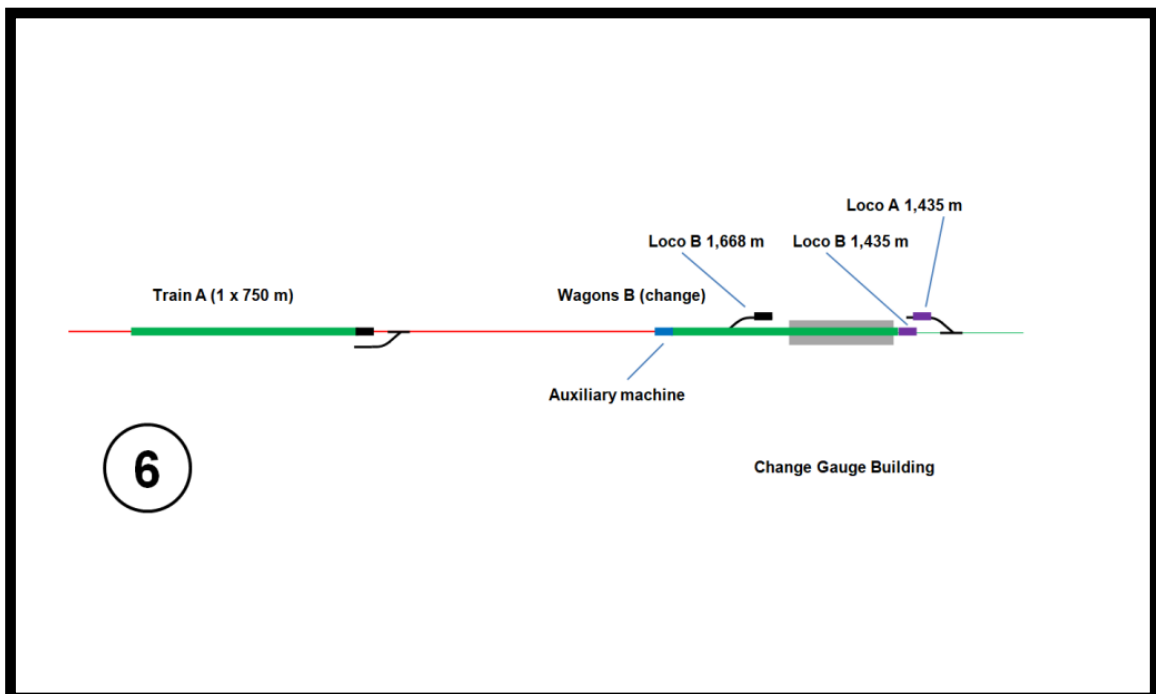 Loco A 1,435 m
Loco B 1,668 m
Loco B 1,435 m
Train A (1 x 750 m)
Wagons B (change)
Auxiliary machine
6
Change Gauge Building